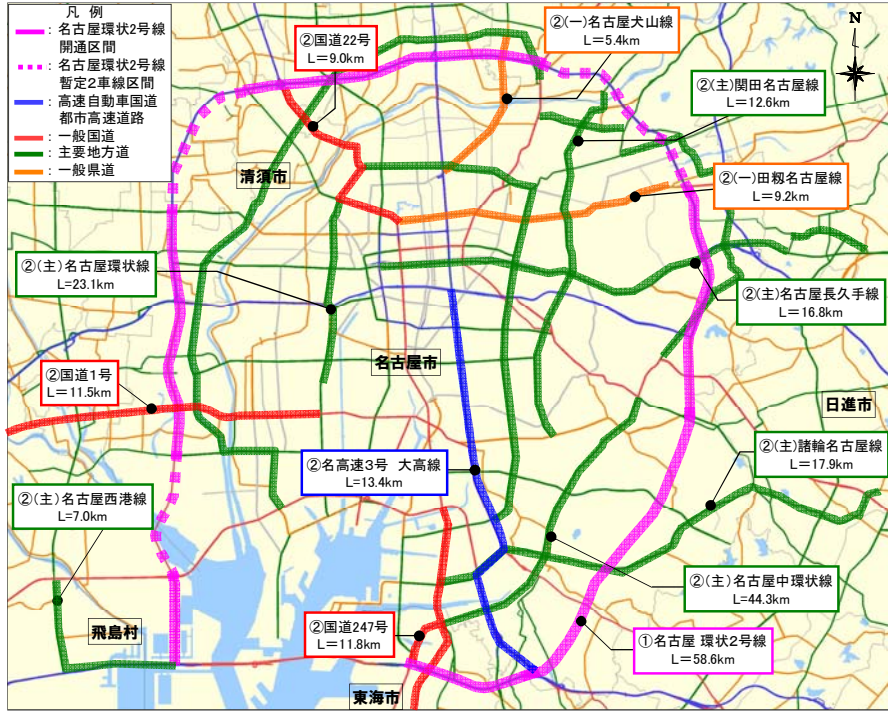 凡 例
: 名古屋環状2号線
開通区間
: 名古屋環状2号線
暫定2車線区間
: 高速自動車国道
都市高速道路
: 一般国道
: 主要地方道
: 一般県道
②国道22号
L=9.0km
②(一)名古屋犬山線
L=5.4km
N
②(主)関田名古屋線
L=12.6km
清須市
②(一)田籾名古屋線
L=9.2km
②(主)名古屋環状線
L=23.1km
②(主)名古屋長久手線
L=16.8km
名古屋市
②国道1号
L=11.5km
日進市
②名高速3号 大高線
L=13.4km
②(主)諸輪名古屋線
L=17.9km
②(主)名古屋西港線
L=7.0km
②(主)名古屋中環状線
L=44.3km
飛島村
②国道247号
L=11.8km
①名古屋 環状2号線
L=58.6km
東海市